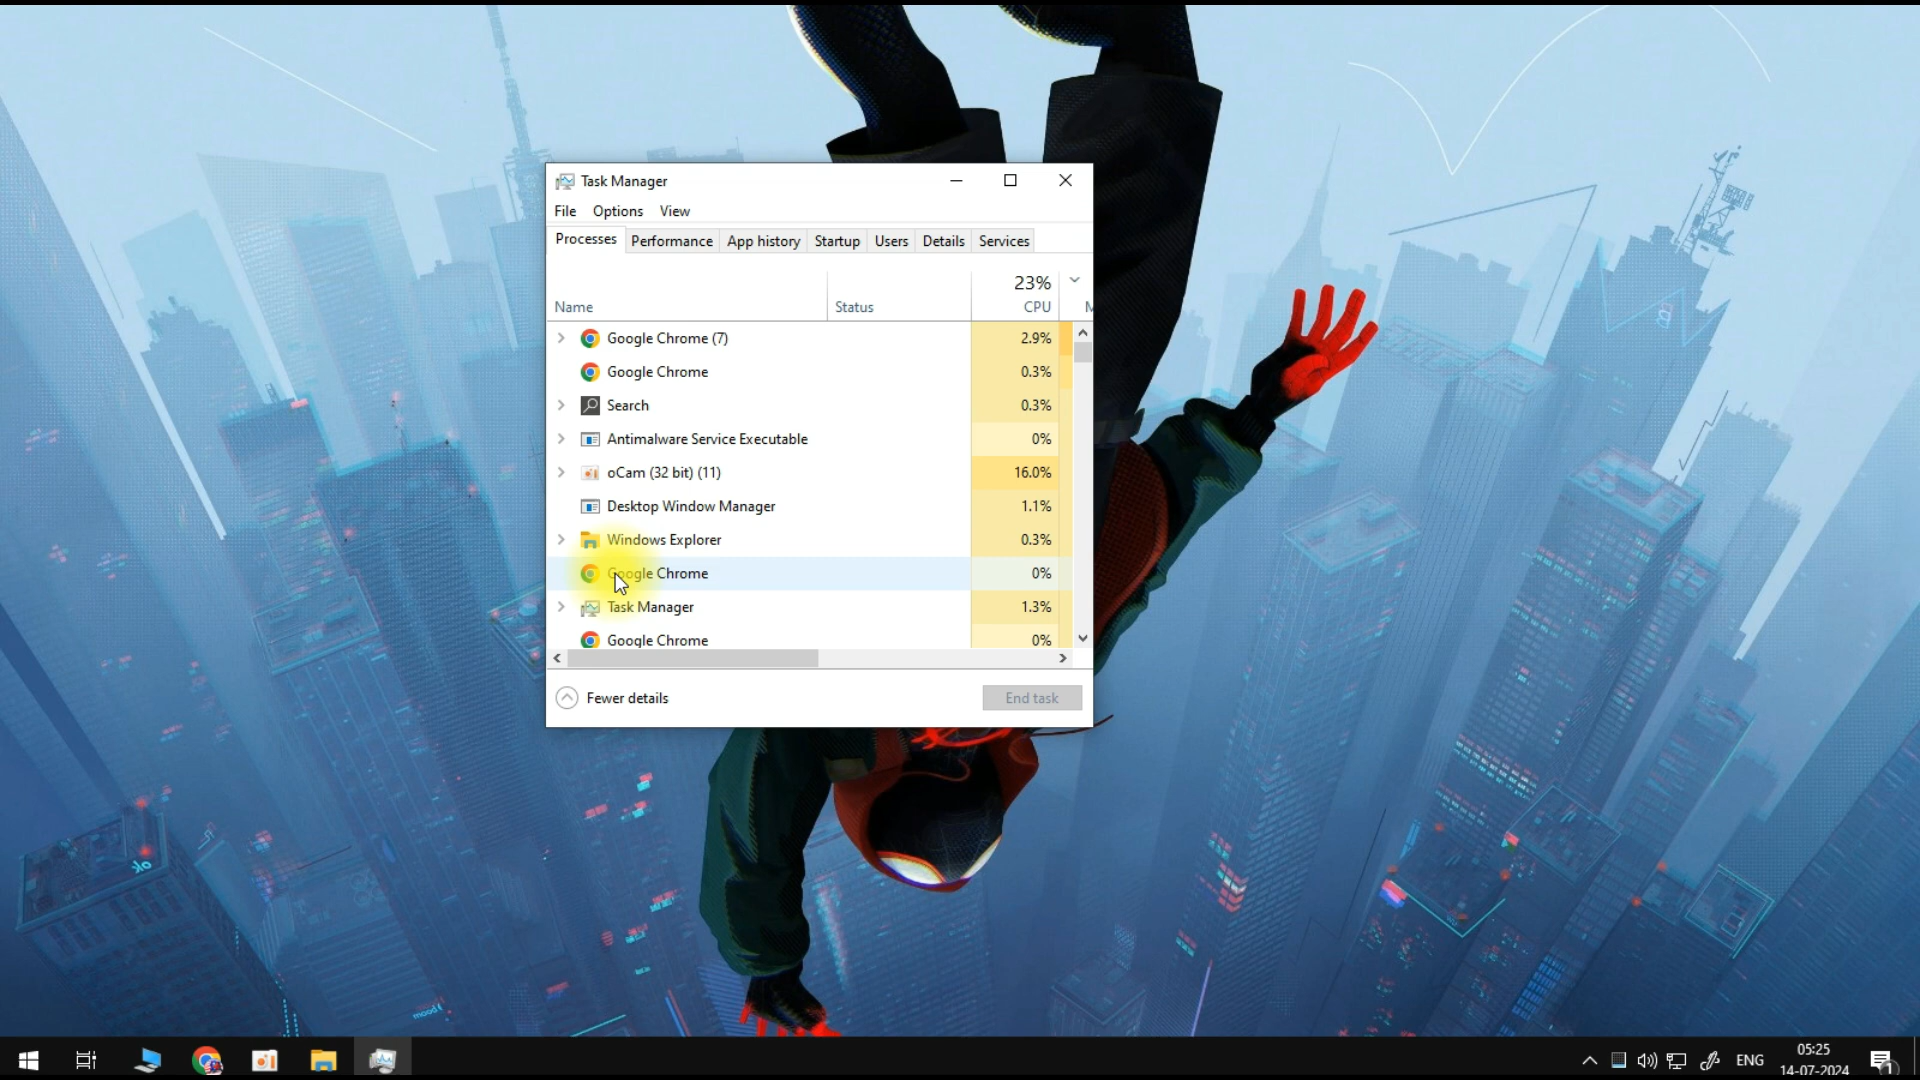 Task Manager
File Options View
Processes Performance App history Startup Users Details Services
23%
Name Status CPU
Google Chrome (7) 2.9%
Google Chrome 0.3%
Search 0.3%
Antimalware Service Executable 0%
oCam (32 bit) (11) 16.0%
Desktop Window Manager 1.1%
Windows Explorer 0.3%
Google Chrome 0%
Task Manager 1.3%
Google Chrome 0%
Fewer details End task
ENG 05:25
14-07-2024 1